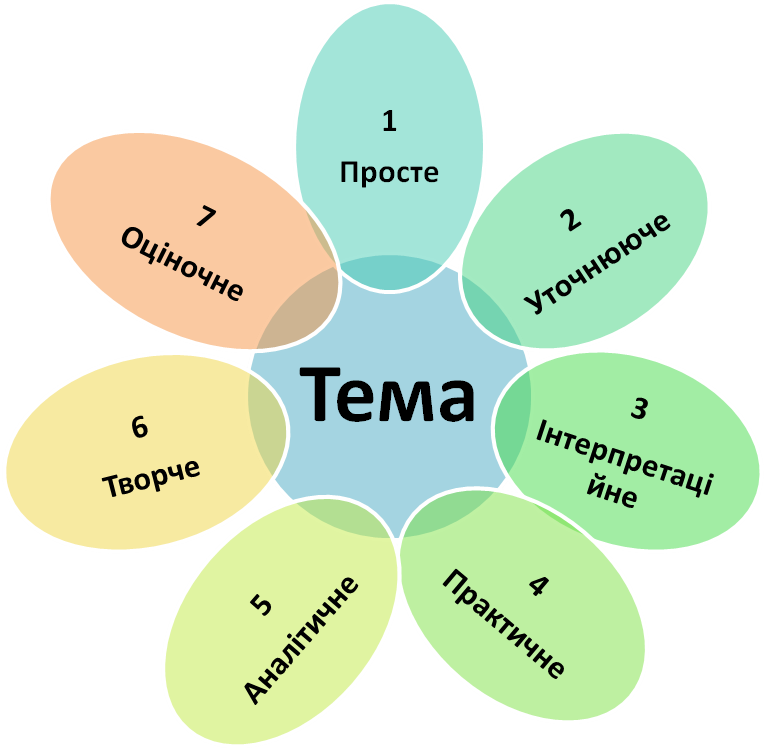 1
Просте
2
Уточнююче
3
Інтерпретаці
йне
4
Практичне
5
Аналітичне
6
Творче
7
Оціночне
Тема